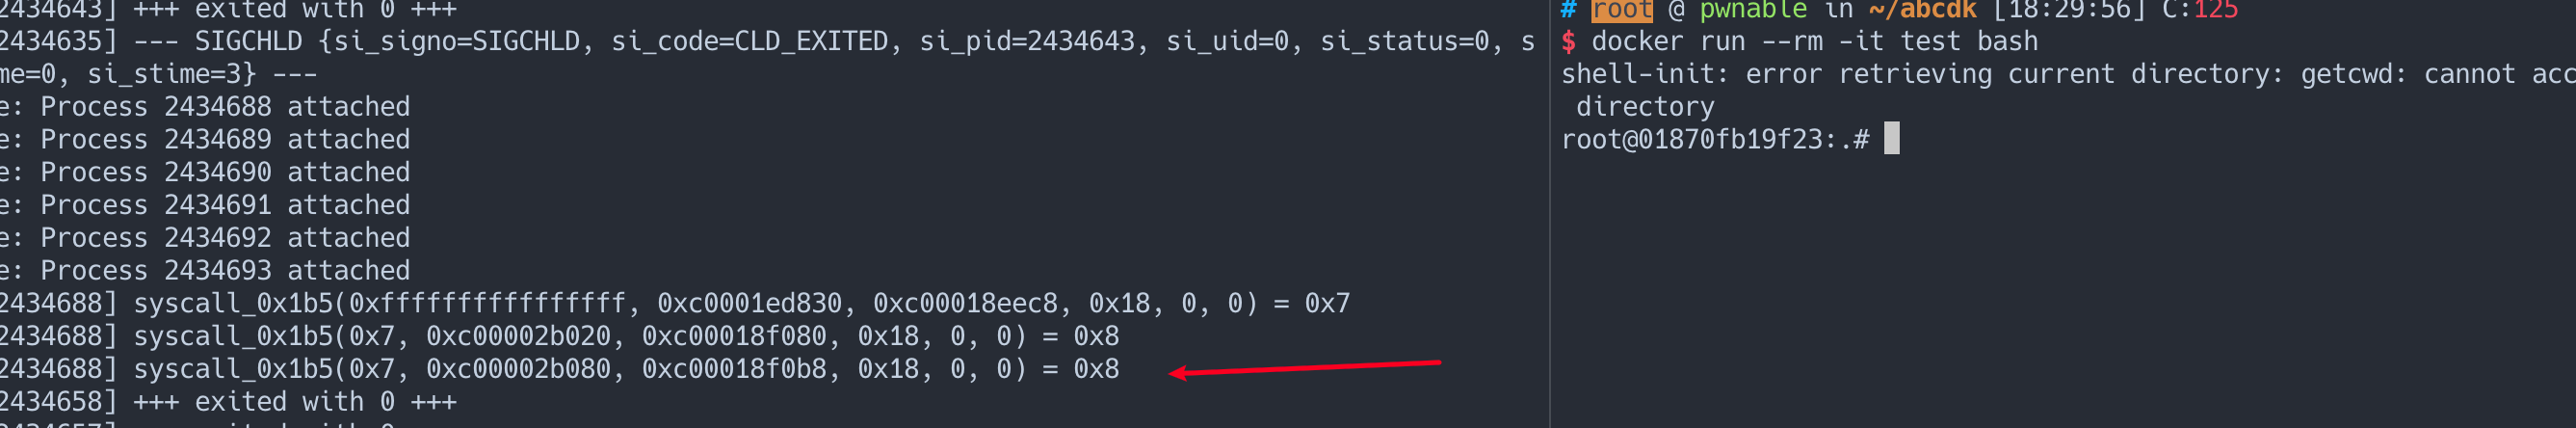 2434643] +++ exited with 0 +++
2434635] --- SIGCHLD {si_signo=SIGCHLD, si_code=CLD_EXITED, si_pid=2434643, si_uid=0, si_status=0, s
me=0, si_stime=3} ---
e: Process 2434688 attached
e: Process 2434689 attached
e: Process 2434690 attached
e: Process 2434691 attached
e: Process 2434692 attached
e: Process 2434693 attached
2434688] syscall_0x1b5(0xffffffffffffffff, 0xc0001ed830, 0xc00018eec8, 0x18, 0, 0) = 0x7
2434688] syscall_0x1b5(0x7, 0xc00002b020, 0xc00018f080, 0x18, 0, 0) = 0x8
2434688] syscall_0x1b5(0x7, 0xc00002b080, 0xc00018f0b8, 0x18, 0, 0) = 0x8
2434658] +++ exited with 0 +++
# root @ pwnable in ~/abcdk [18:29:56] C:125
$ docker run --rm -it test bash
shell-init: error retrieving current directory: getcwd: cannot acc
directory
root@01870fb19f23:.#